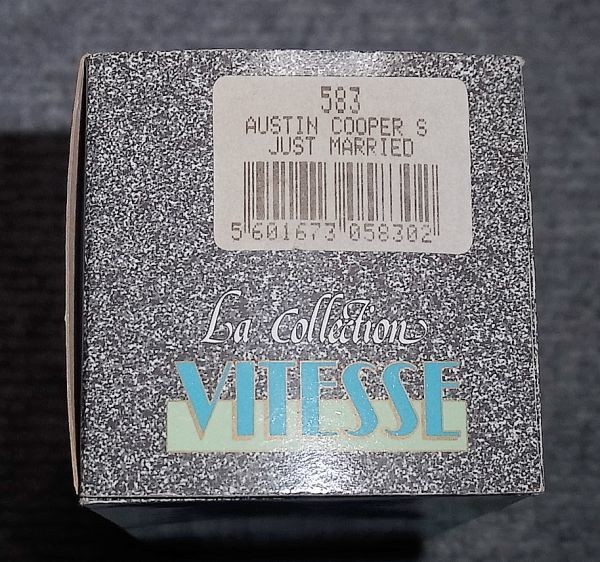 583
AUSTIN COOPER S
JUST MARRIED
5 601673 058302
La Collection
VITESSE